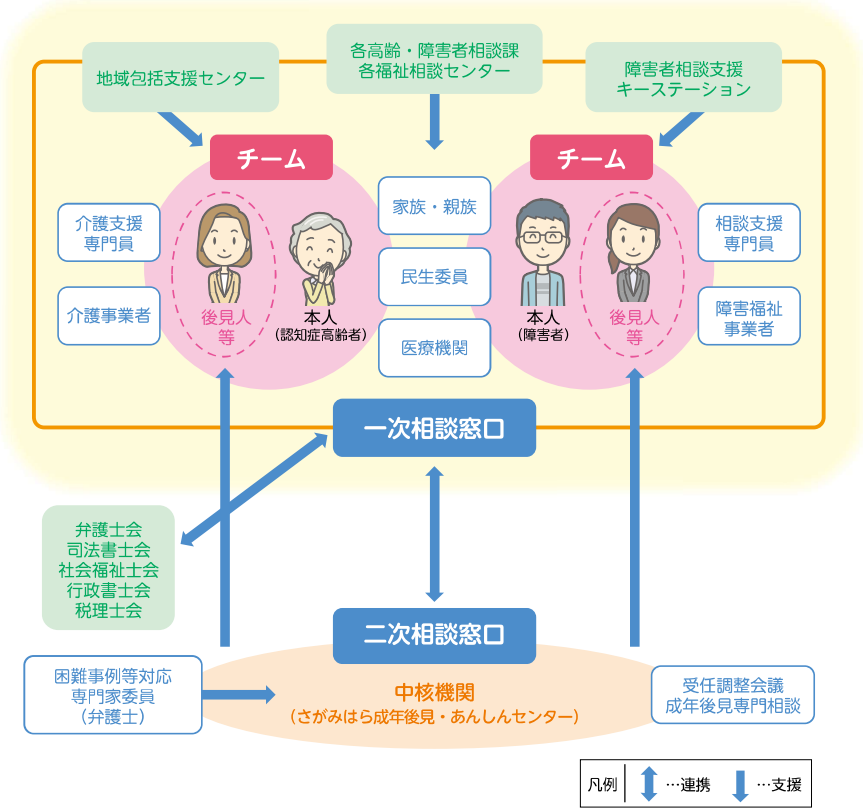 地域包括支援センター
各高齢・障害者相談課
各福祉相談センター
障害者相談支援
キーステーション
チーム
チーム
介護支援
専門員
介護事業者
後見人
等
本人
（認知症高齢者）
家族・親族
民生委員
医療機関
本人
（障害者）
後見人
等
相談支援
専門員
障害福祉
事業者
一次相談窓口
弁護士会
司法書士会
社会福祉士会
行政書士会
税理士会
二次相談窓口
困難事例等対応
専門家委員
（弁護士）
中核機関
（さがみはら成年後見・あんしんセンター）
受任調整会議
成年後見専門相談
凡例
…連携
…支援